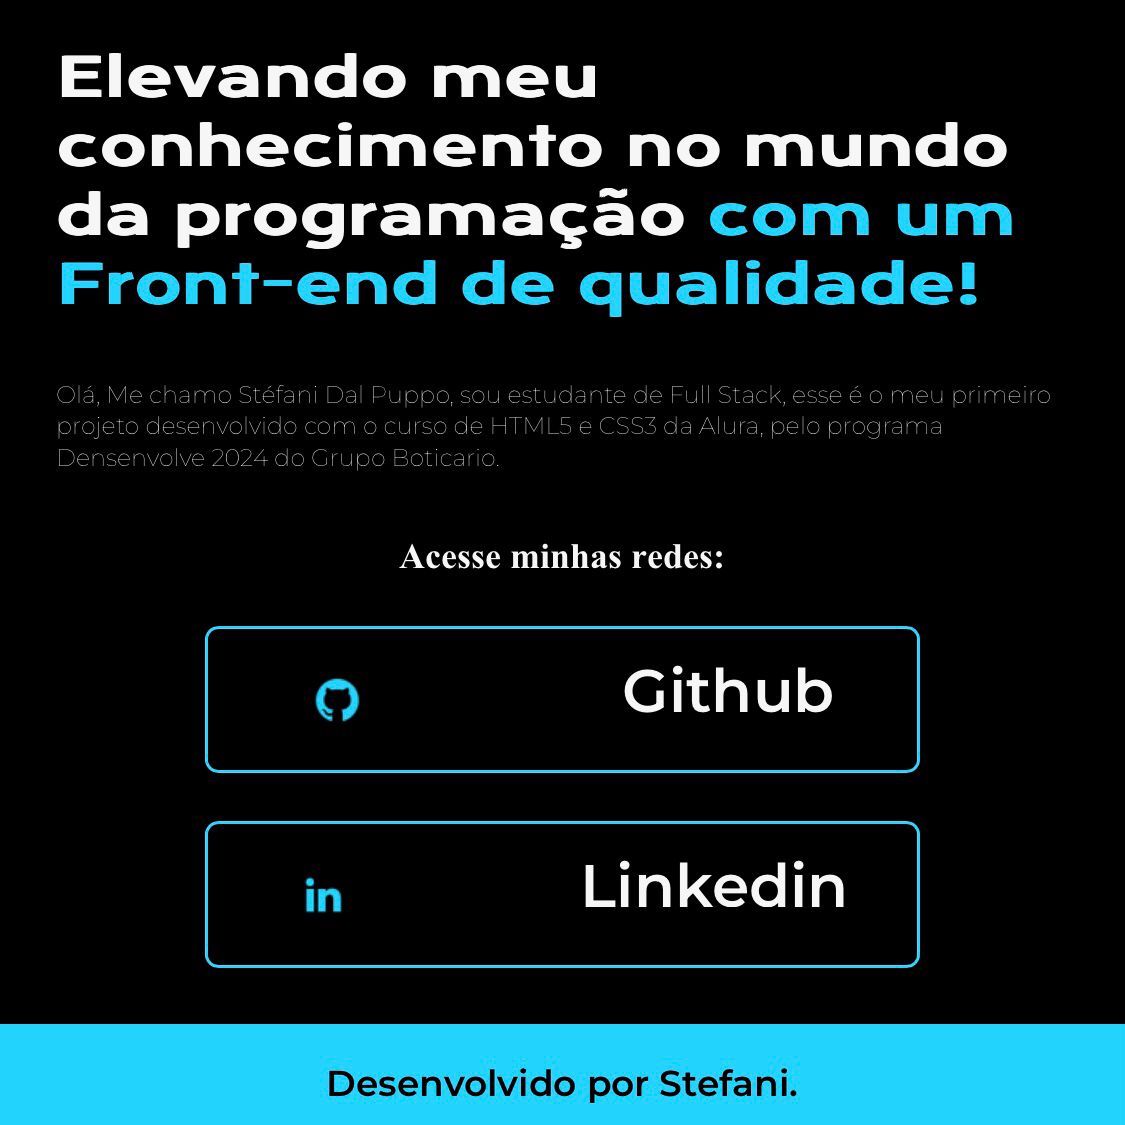 Elevando meu
conhecimento no mundo
da programação com um
Front-end de qualidade!
Olá, Me chamo Stéfani Dal Puppo, sou estudante de Full Stack, esse é o meu primeiro
projeto desenvolvido com o curso de HTML5 e CSS3 da Alura, pelo programa
Densenvolve 2024 do Grupo Boticario.
Acesse minhas redes:
Github
in Linkedin
Desenvolvido por Stefani.